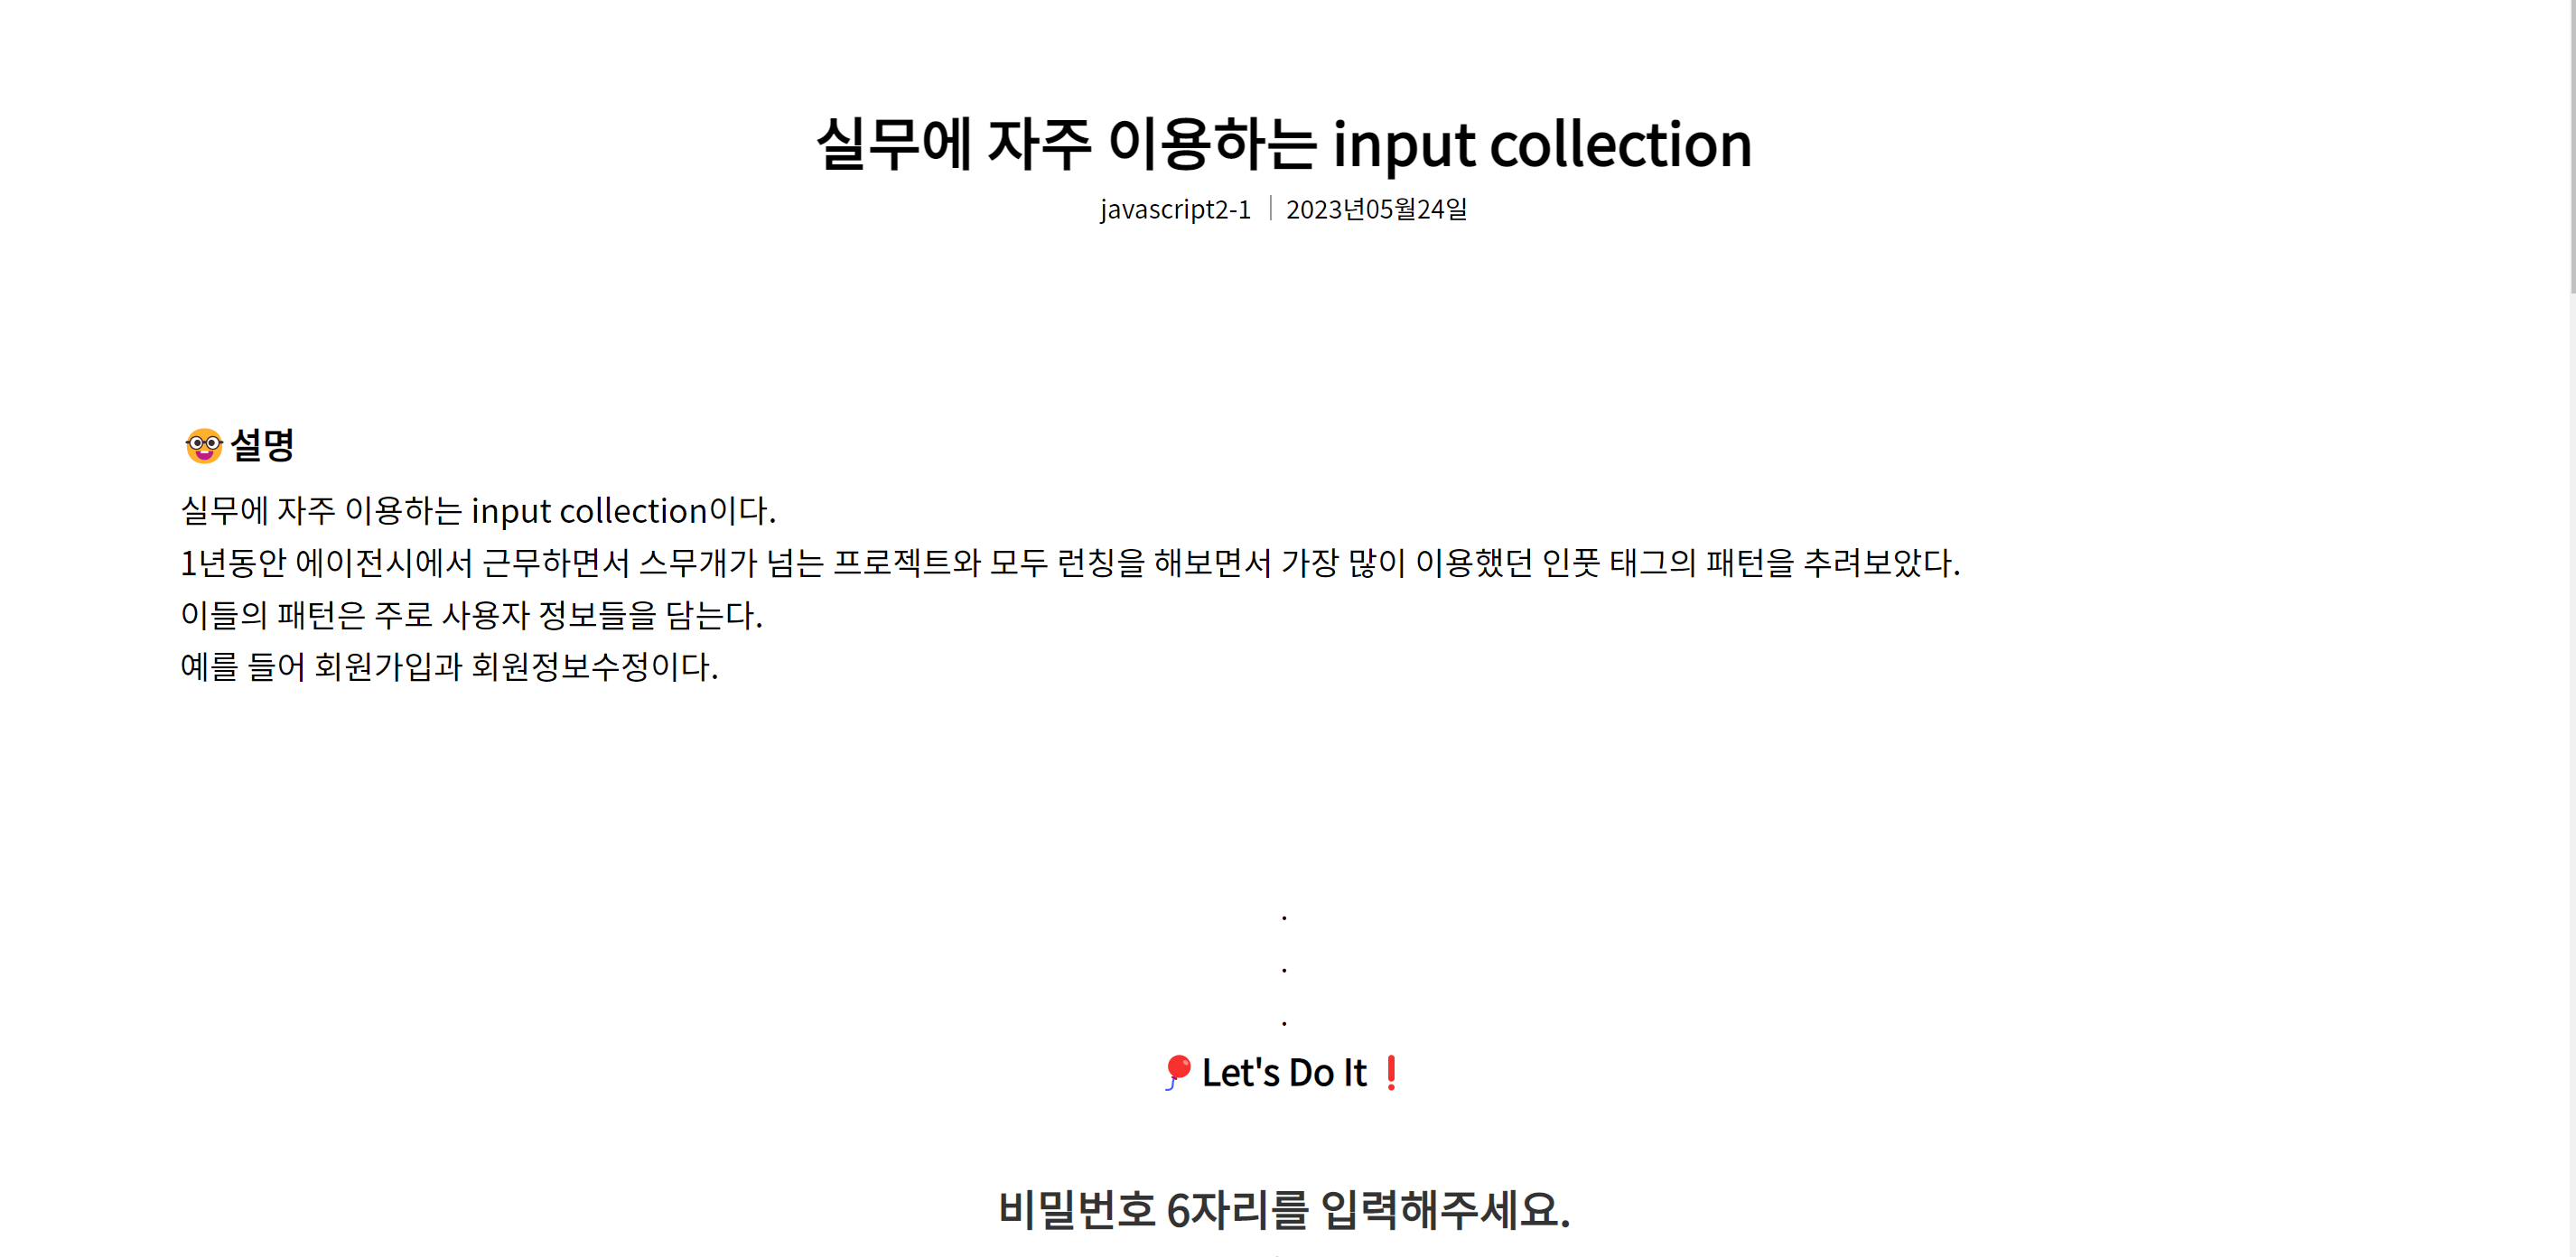 실무에 자주 이용하는 input collection
javascript2-1 | 2023년05월24일
🤓 설명
실무에 자주 이용하는 input collection이다.
1년동안 에이전시에서 근무하면서 스무개가 넘는 프로젝트와 모두 런칭을 해보면서 가장 많이 이용했던 인풋 태그의 패턴을 추려보았다.
이들의 패턴은 주로 사용자 정보들을 담는다.
예를 들어 회원가입과 회원정보수정이다.
.
.
.
🎈 Let's Do It ❗
비밀번호 6자리를 입력해주세요.